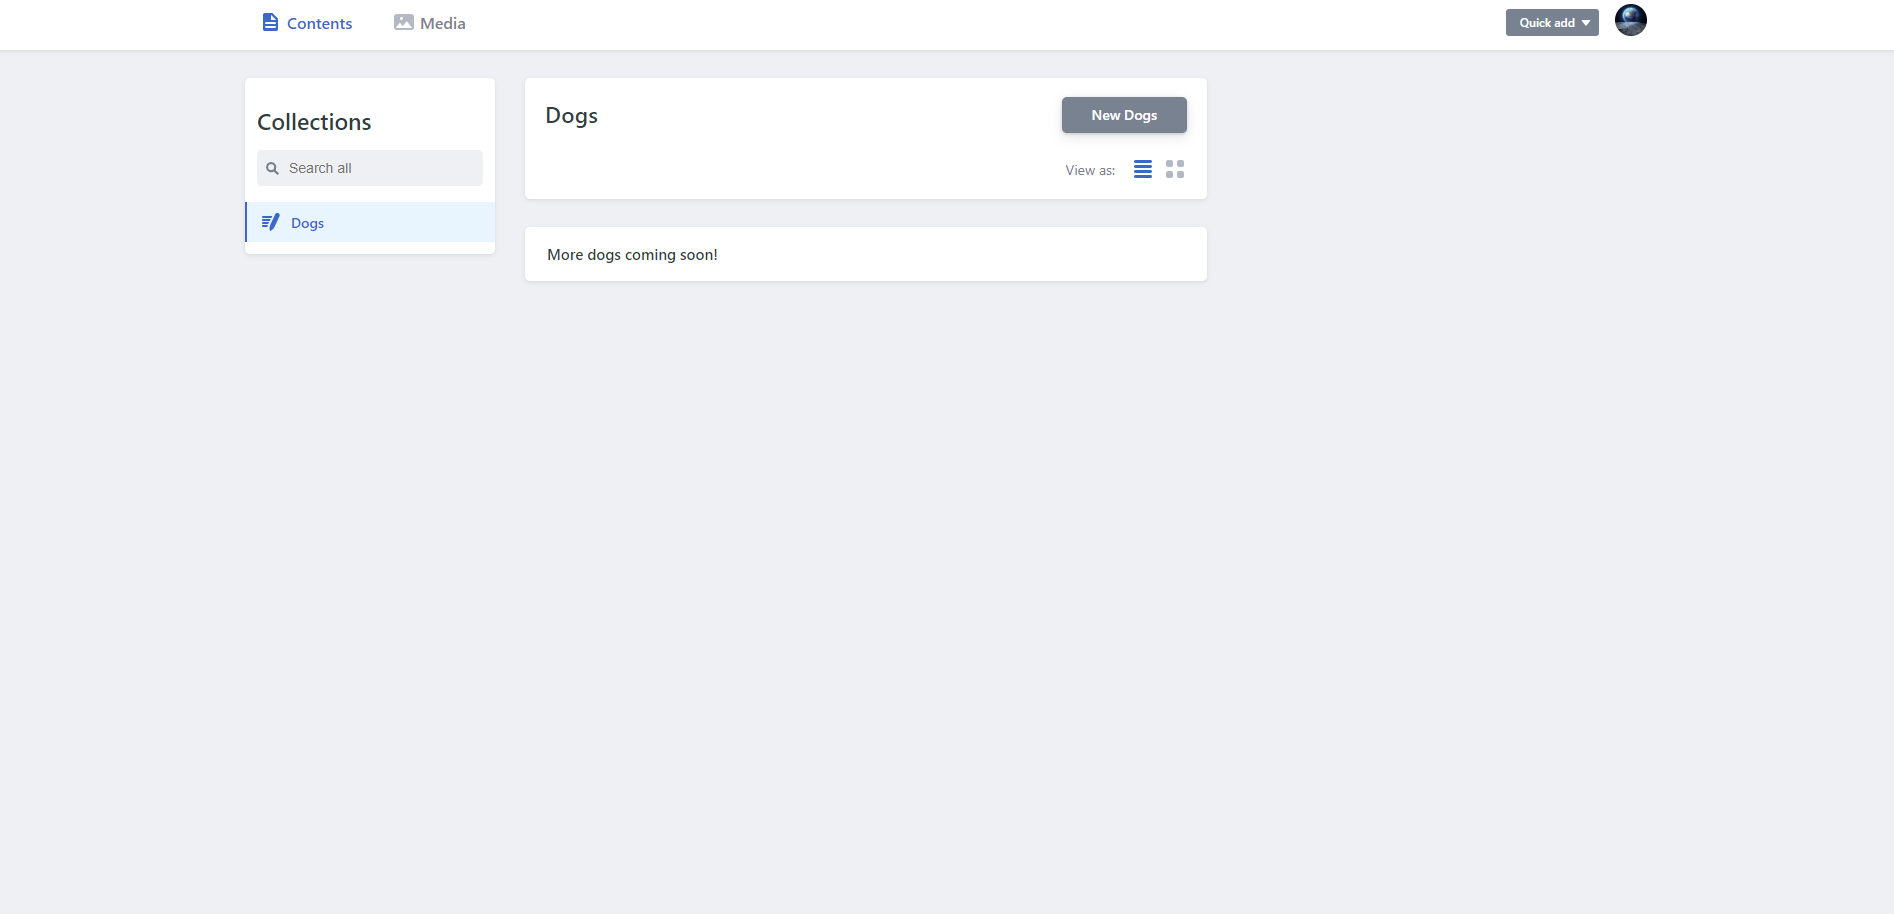 Contents
Media
Quick add
Collections
Search all
Dogs
Dogs
New Dogs
View as:
More dogs coming soon!